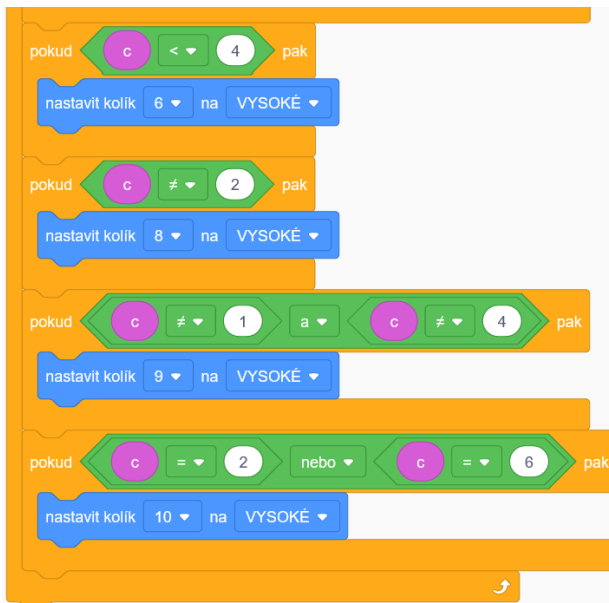 pokud c < 4 pak
nastavit kolík 6 na VYSOKÉ
pokud c ≠ 2 pak
nastavit kolík 8 na VYSOKÉ
pokud c ≠ 1 a c ≠ 4 pak
nastavit kolík 9 na VYSOKÉ
pokud c = 2 nebo c = 6 pak
nastavit kolík 10 na VYSOKÉ